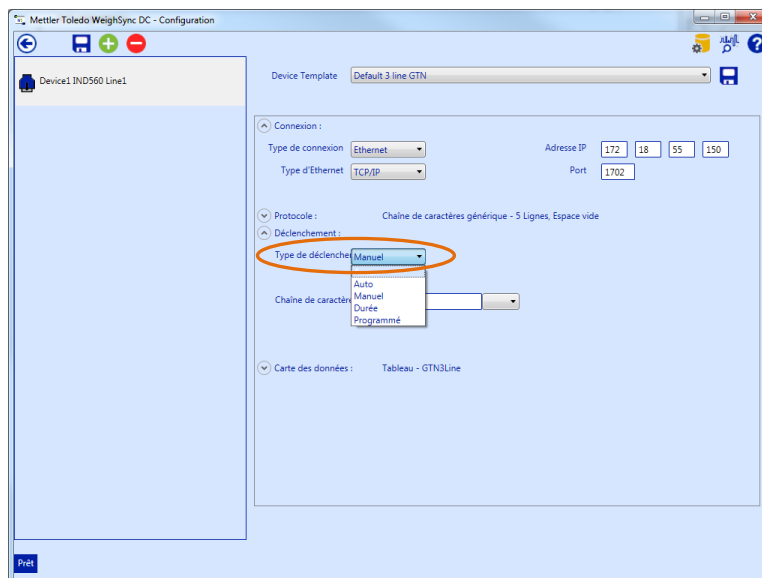 Mettler Toledo WeighSync DC - Configuration
Device1 IND560 Line1
Device Template Default 3 line GTN
Connexion :
Type de connexion Ethernet Adresse IP 172 18 55 150
Type d'Ethernet TCP/IP Port 1702
Protocole : Chaîne de caractères générique - 5 Lignes, Espace vide
Déclenchement :
Type de déclenche Manuel
Auto
Chaîne de caractère Manuel
Durée
Programmé
Carte des données : Tableau - GTN3Line
Prêt